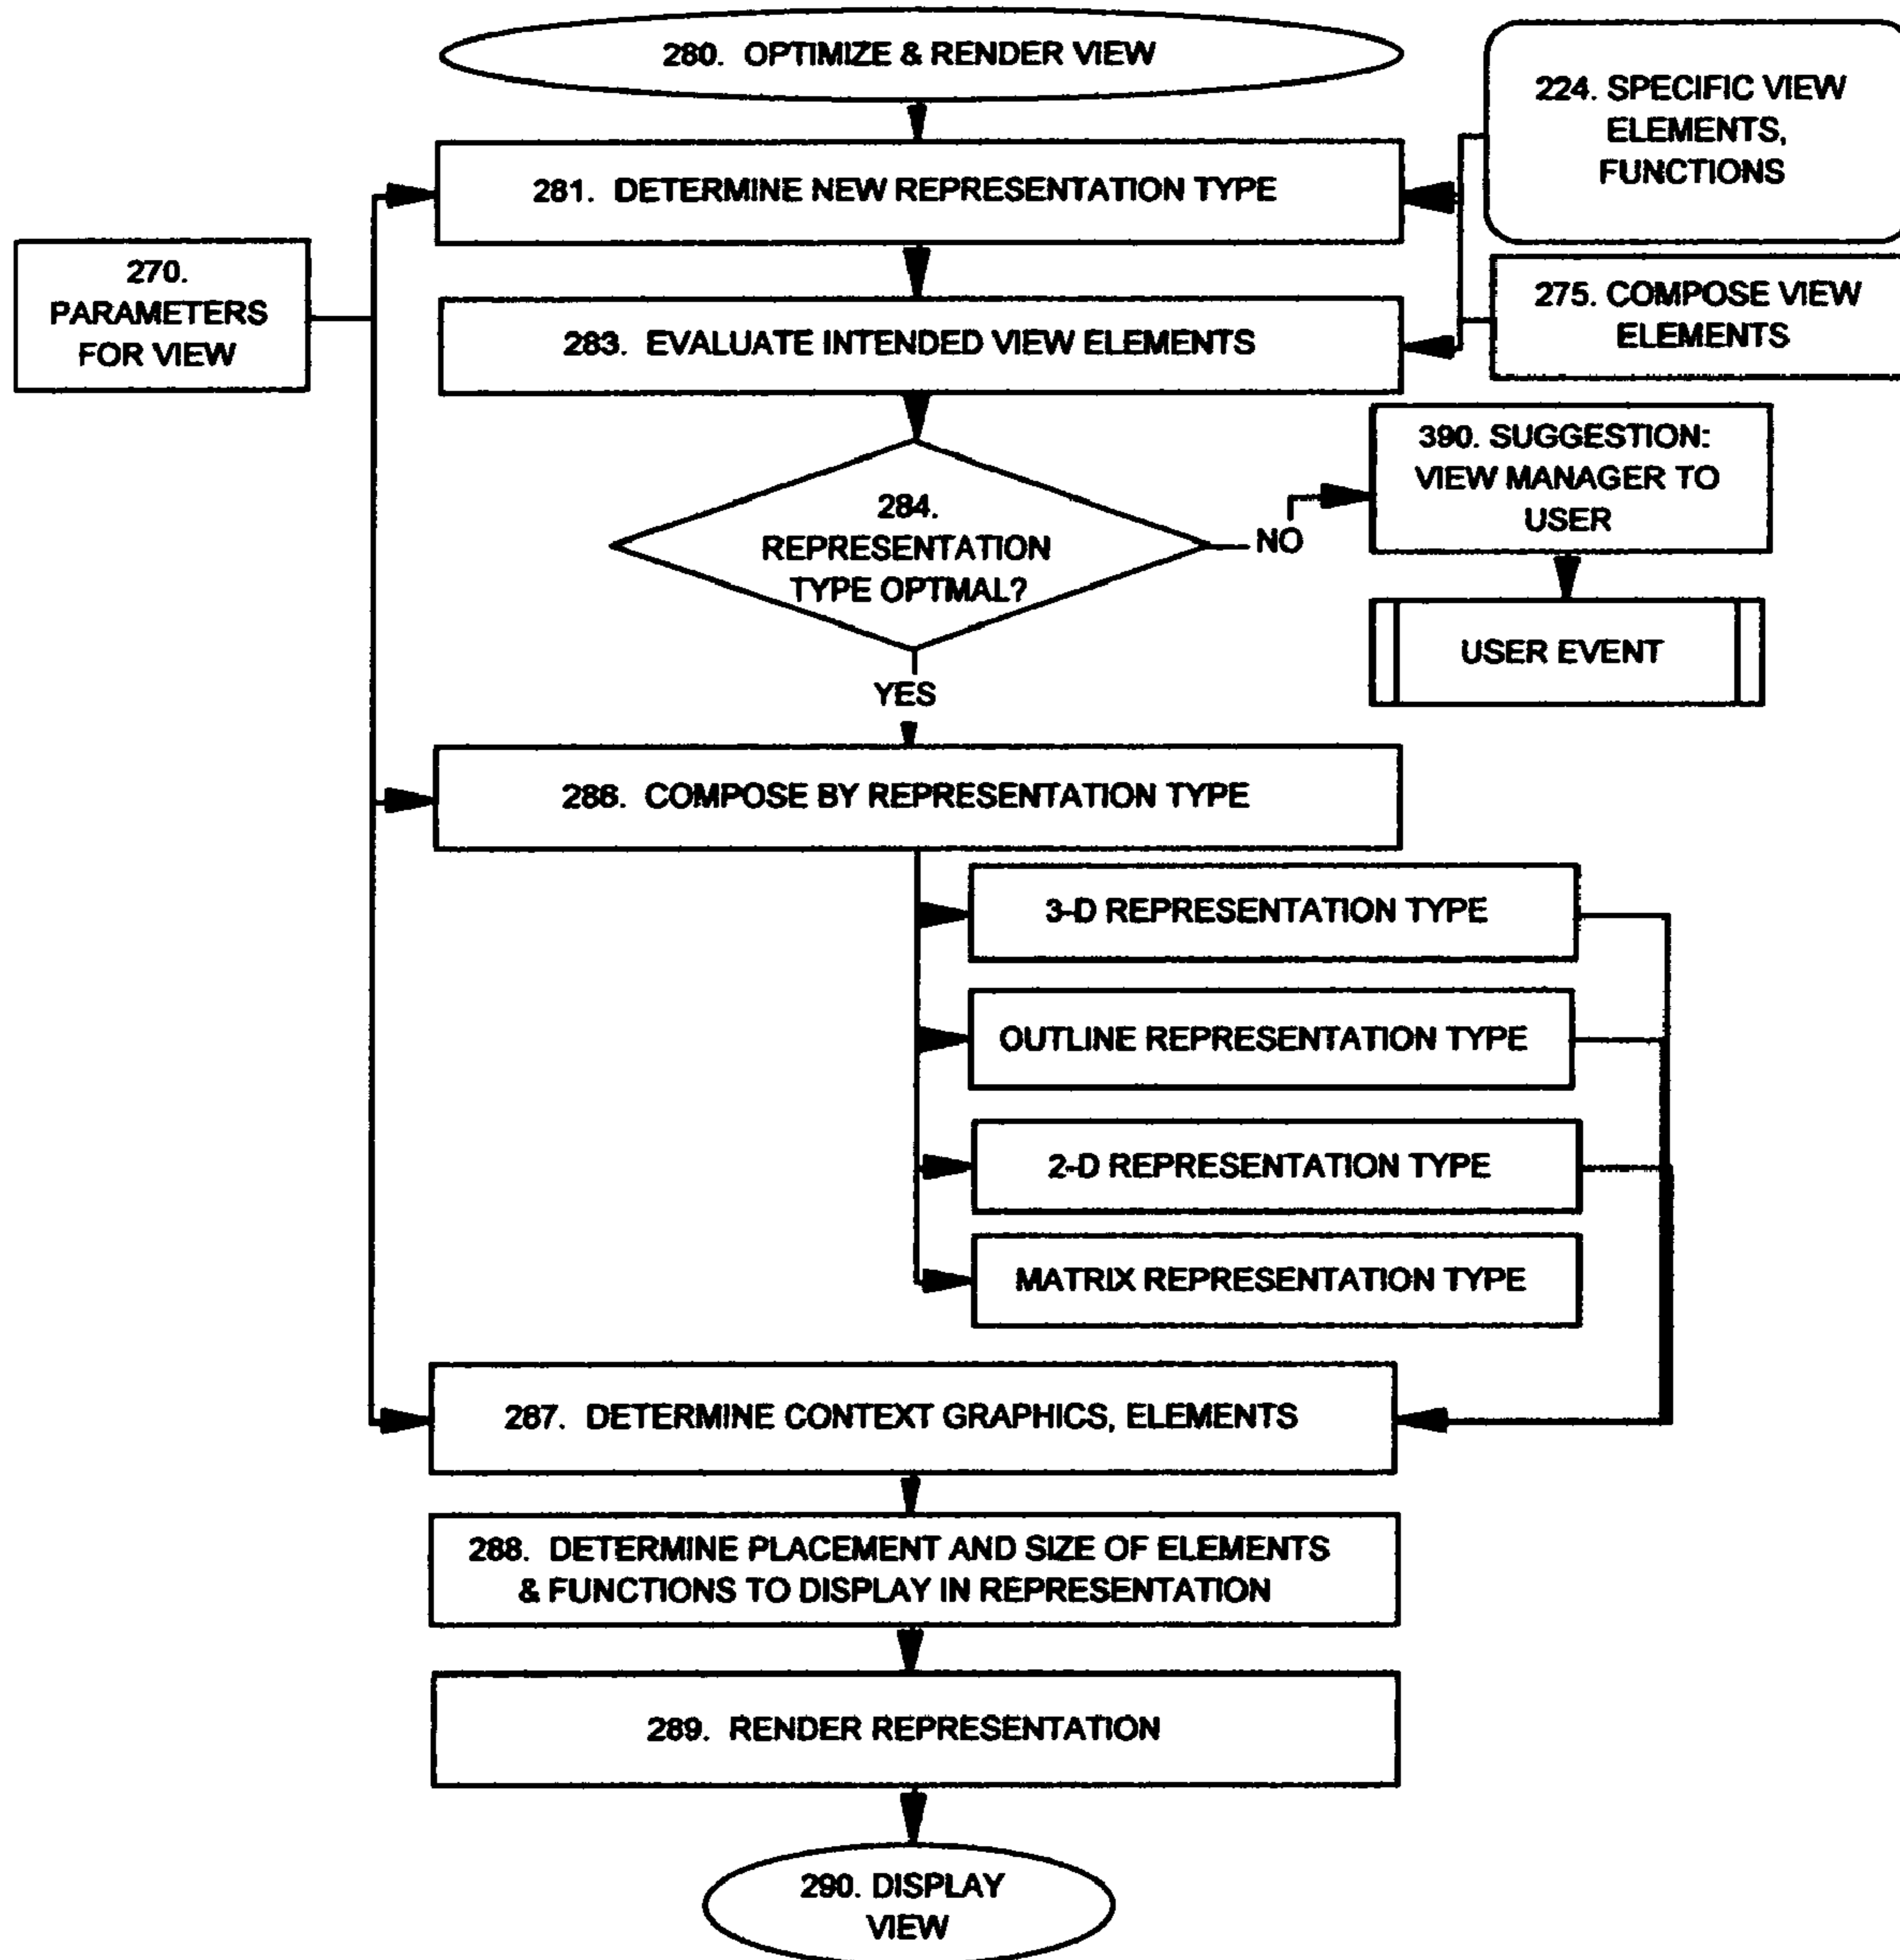 280. OPTIMIZE & RENDER VIEW
224. SPECIFIC VIEW
ELEMENTS,
FUNCTIONS
281. DETERMINE NEW REPRESENTATION TYPE
270.
PARAMETERS
FOR VIEW
275. COMPOSE VIEW
ELEMENTS
283. EVALUATE INTENDED VIEW ELEMENTS
390. SUGGESTION:
VIEW MANAGER TO
USER
284.
REPRESENTATION
TYPE OPTMAL?
NO
USER EVENT
YES
286. COMPOSE BY REPRESENTATION TYPE
3-D REPRESENTATION TYPE
OUTLINE REPRESENTATION TYPE
2-D REPRESENTATION TYPE
MATRIX REPRESENTATION TYPE
287. DETERMINE CONTEXT GRAPHICS, ELEMENTS
288. DETERMINE PLACEMENT AND SIZE OF ELEMENTS
& FUNCTIONS TO DISPLAY IN REPRESENTATION
289. RENDER REPRESENTATION
290. DISPLAY
VIEW